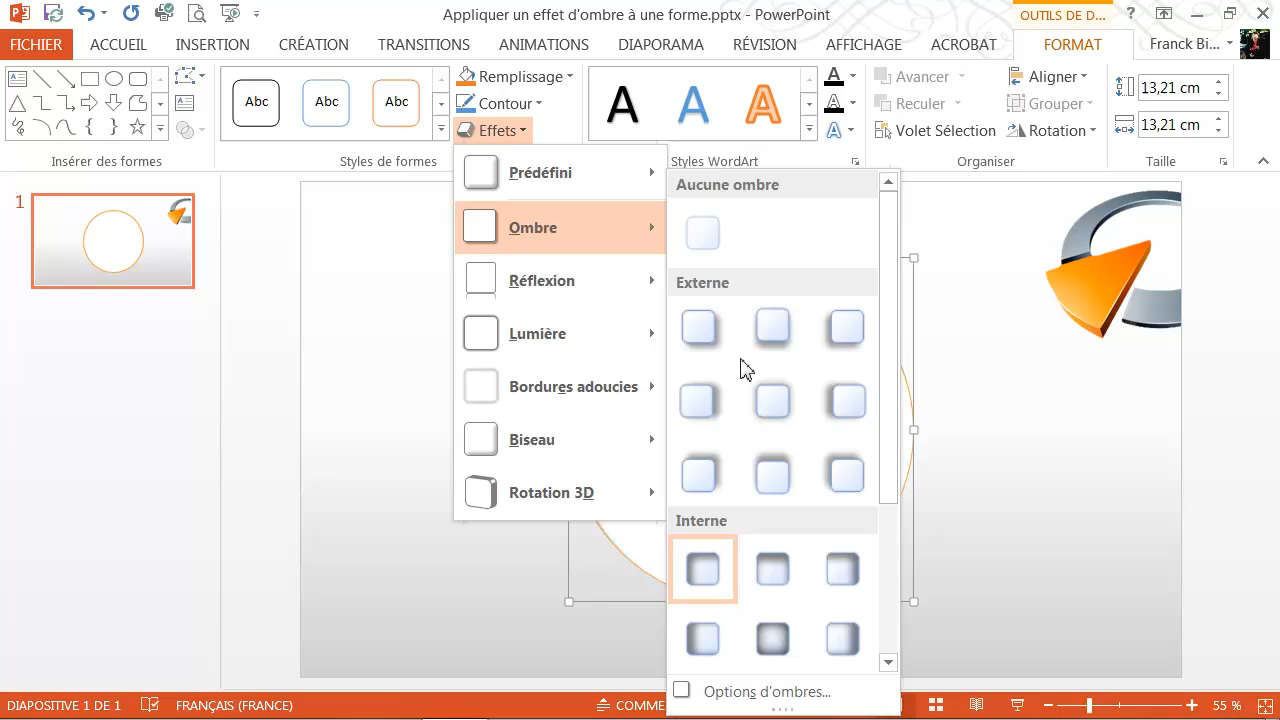 Appliquer un effet d'ombre à une forme.pptx - PowerPoint
OUTILS DE D...
?
FICHIER
ACCUEIL
INSERTION
CRÉATION
TRANSITIONS
ANIMATIONS
DIAPORAMA
RÉVISION
AFFICHAGE
ACROBAT
FORMAT
Franck Bi...
Abc
Abc
Abc
Remplissage
Contour
Effets
A
A
A
A
A
A
Avancer
Reculer
Volet Sélection
Aligner
Grouper
Rotation
13,21 cm
13,21 cm
Insérer des formes
Styles de formes
Styles WordArt
Organiser
Taille
1
Prédéfini
Ombre
Réflexion
Lumière
Bordures adoucies
Biseau
Rotation 3D
Aucune ombre
Externe
Interne
Options d'ombres...
DIAPOSITIVE 1 DE 1
FRANÇAIS (FRANCE)
COMME
55 %